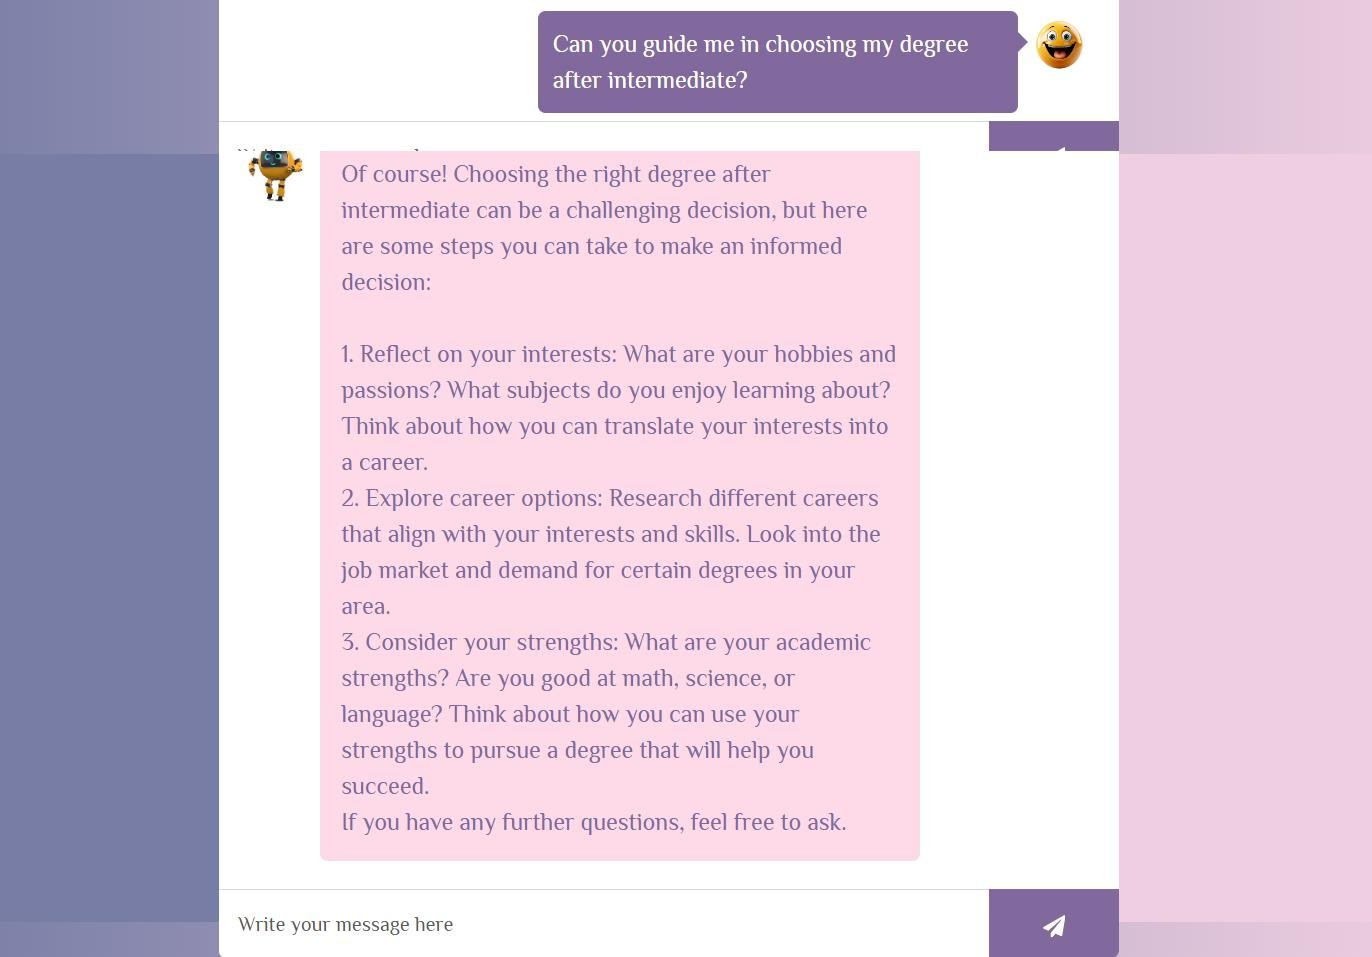 Can you guide me in choosing my degree
after intermediate?
Of course! Choosing the right degree after
intermediate can be a challenging decision, but here
are some steps you can take to make an informed
decision:
1. Reflect on your interests: What are your hobbies and
passions? What subjects do you enjoy learning about?
Think about how you can translate your interests into
a career.
2. Explore career options: Research different careers
that align with your interests and skills. Look into the
job market and demand for certain degrees in your
area.
3. Consider your strengths: What are your academic
strengths? Are you good at math, science, or
language? Think about how you can use your
strengths to pursue a degree that will help you
succeed.
If you have any further questions, feel free to ask.
Write your message here